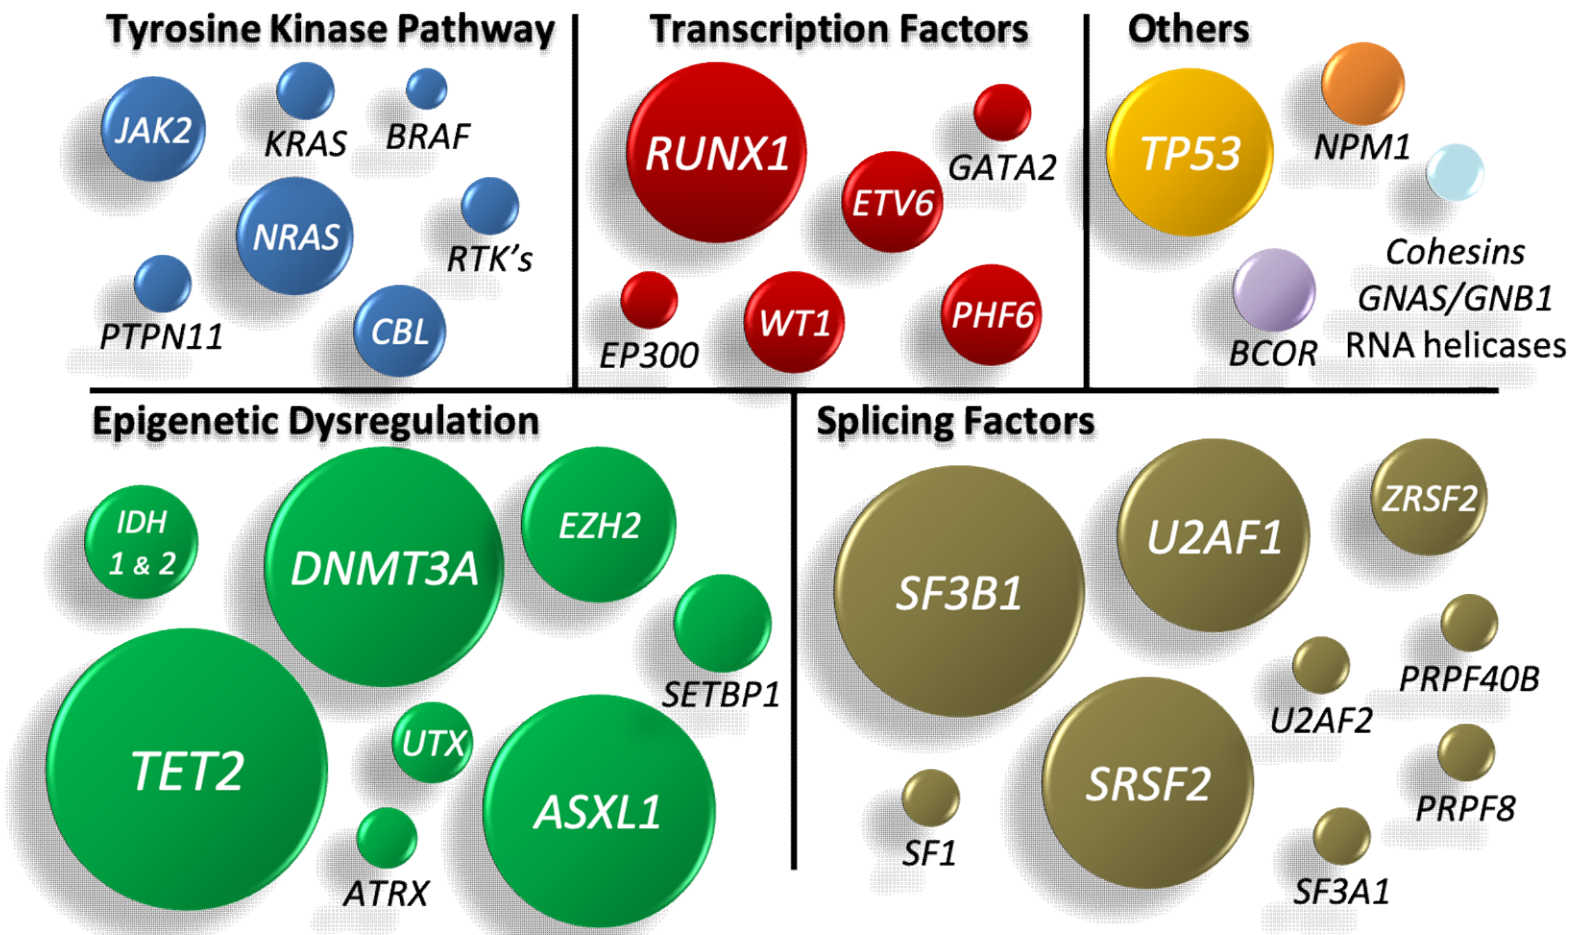 Tyrosine Kinase Pathway
JAK2
KRAS
BRAF
NRAS
RTK's
PTPN11
CBL
Transcription Factors
RUNX1
GATA2
ETV6
EP300
WT1
PHF6
Others
TP53
NPM1
Cohesins
GNAS/GNB1
RNA helicases
BCOR
Epigenetic Dysregulation
IDH
1 & 2
DNMT3A
EZH2
SETBP1
TET2
UTX
ASXL1
ATRX
Splicing Factors
SF3B1
U2AF1
ZRSF2
PRPF40B
U2AF2
SRSF2
PRPF8
SF1
SF3A1